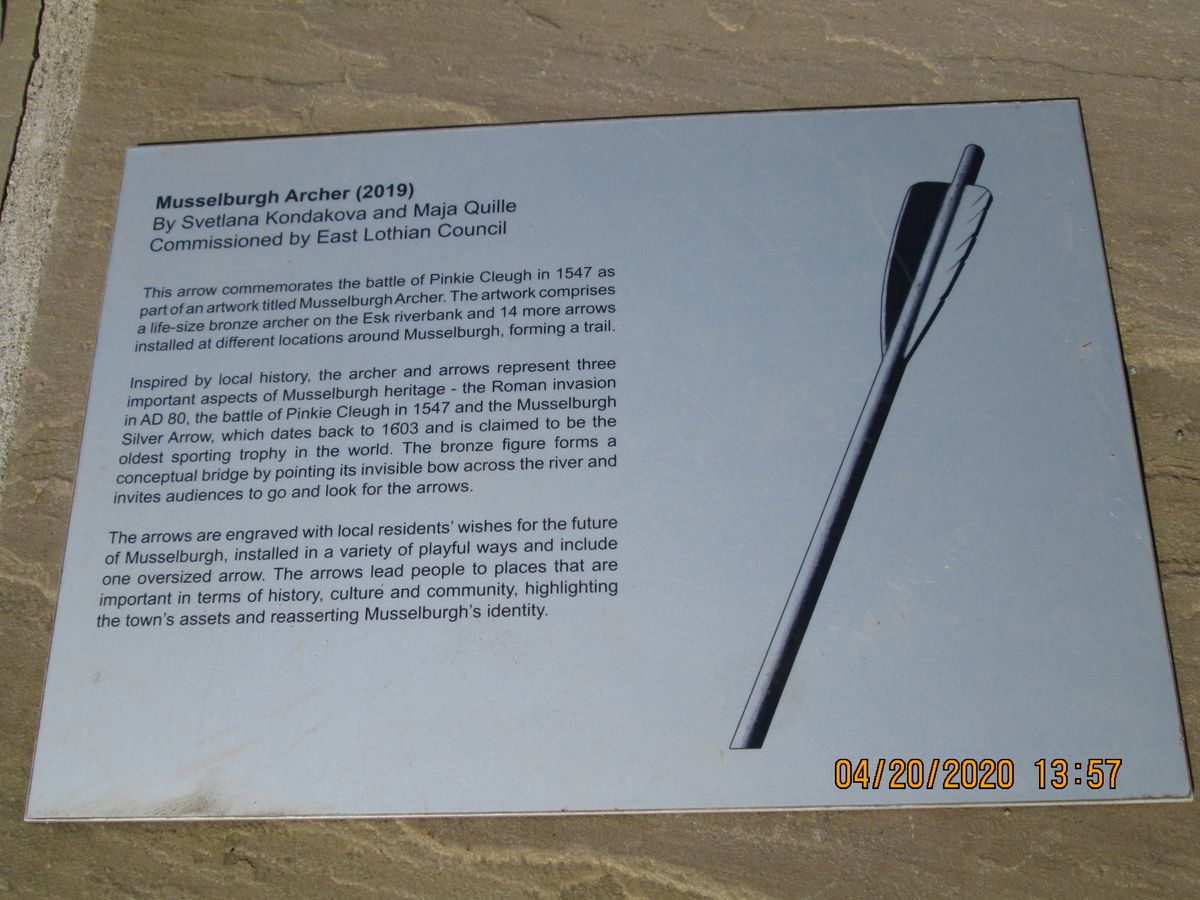 Musselburgh Archer (2019)
By Svetlana Kondakova and Maja Quille
Commissioned by East Lothian Council
This arrow commemorates the battle of Pinkie Cleugh in 1547 as
part of an artwork titled Musselburgh Archer. The artwork comprises
a life-size bronze archer on the Esk riverbank and 14 more arrows
installed at different locations around Musselburgh, forming a trail.
Inspired by local history, the archer and arrows represent three
important aspects of Musselburgh heritage - the Roman invasion
in AD 80, the battle of Pinkie Cleugh in 1547 and the Musselburgh
Silver Arrow, which dates back to 1603 and is claimed to be the
oldest sporting trophy in the world. The bronze figure forms a
conceptual bridge by pointing its invisible bow across the river and
invites audiences to go and look for the arrows.
The arrows are engraved with local residents' wishes for the future
of Musselburgh, installed in a variety of playful ways and include
one oversized arrow. The arrows lead people to places that are
important in terms of history, culture and community, highlighting
the town's assets and reasserting Musselburgh's identity.
04/20/2020 13:57